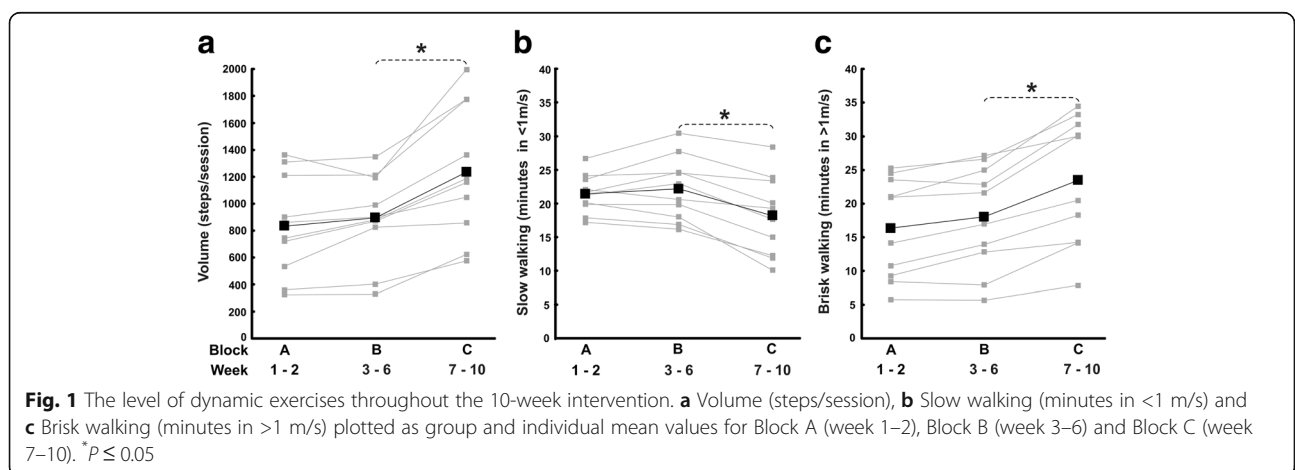 a
b
c
*
*
*
Volume (steps/session)
2000
1800
1600
1400
1200
1000
800
600
400
200
0
Slow walking (minutes in <1m/s)
40
35
30
25
20
15
10
5
0
Brisk walking (minutes in >1m/s)
40
35
30
25
20
15
10
5
0
Block A B C A B C A B C
Week 1 - 2 3 - 6 7 - 10 1 - 2 3 - 6 7 - 10 1 - 2 3 - 6 7 - 10
Fig. 1 The level of dynamic exercises throughout the 10-week intervention. a Volume (steps/session), b Slow walking (minutes in <1 m/s) and
c Brisk walking (minutes in >1 m/s) plotted as group and individual mean values for Block A (week 1–2), Block B (week 3–6) and Block C (week
7–10). *P ≤ 0.05